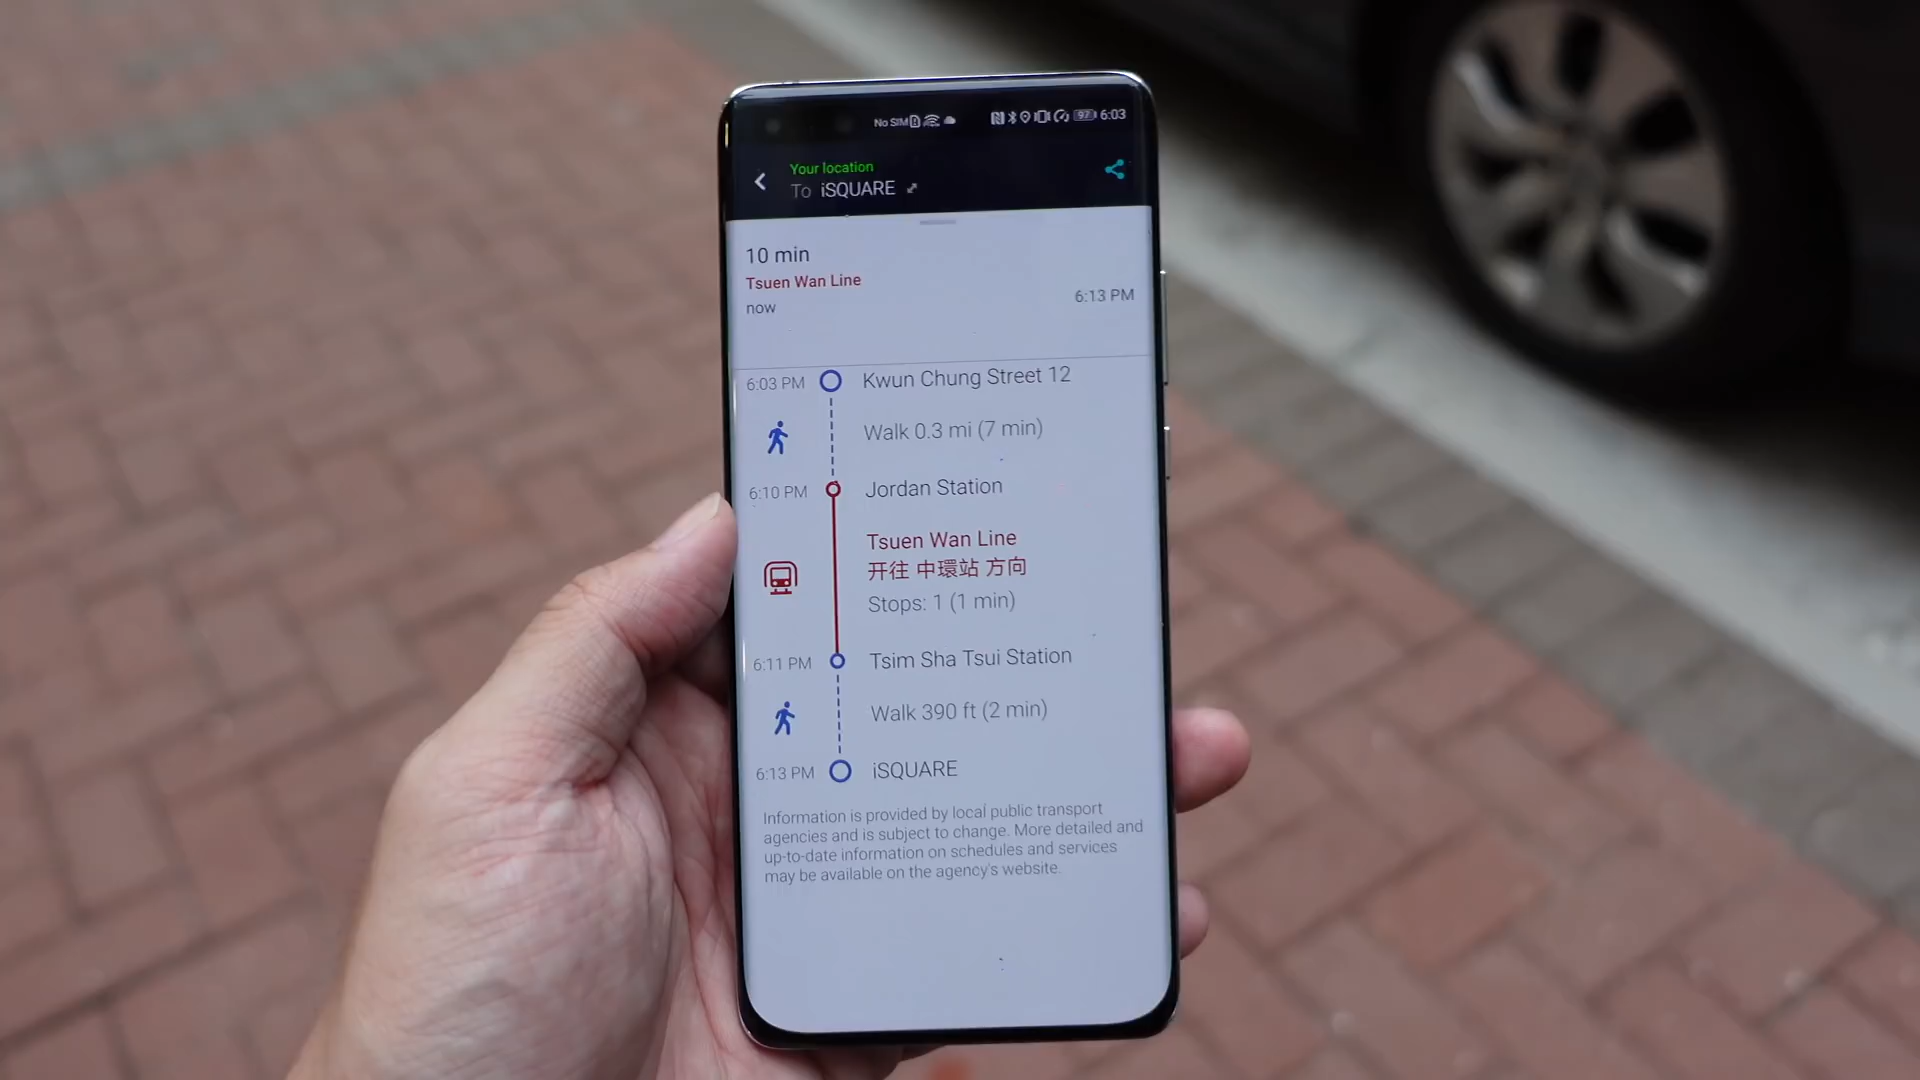 No SIM 97 6:03
Your location
To iSQUARE
10 min
Tsuen Wan Line
now
6:13 PM
6:03 PM Kwun Chung Street 12
Walk 0.3 mi (7 min)
6:10 PM Jordan Station
Tsuen Wan Line
开往 中環站 方向
Stops: 1 (1 min)
6:11 PM Tsim Sha Tsui Station
Walk 390 ft (2 min)
6:13 PM iSQUARE
Information is provided by local public transport
agencies and is subject to change. More detailed and
up-to-date information on schedules and services
may be available on the agency's website.